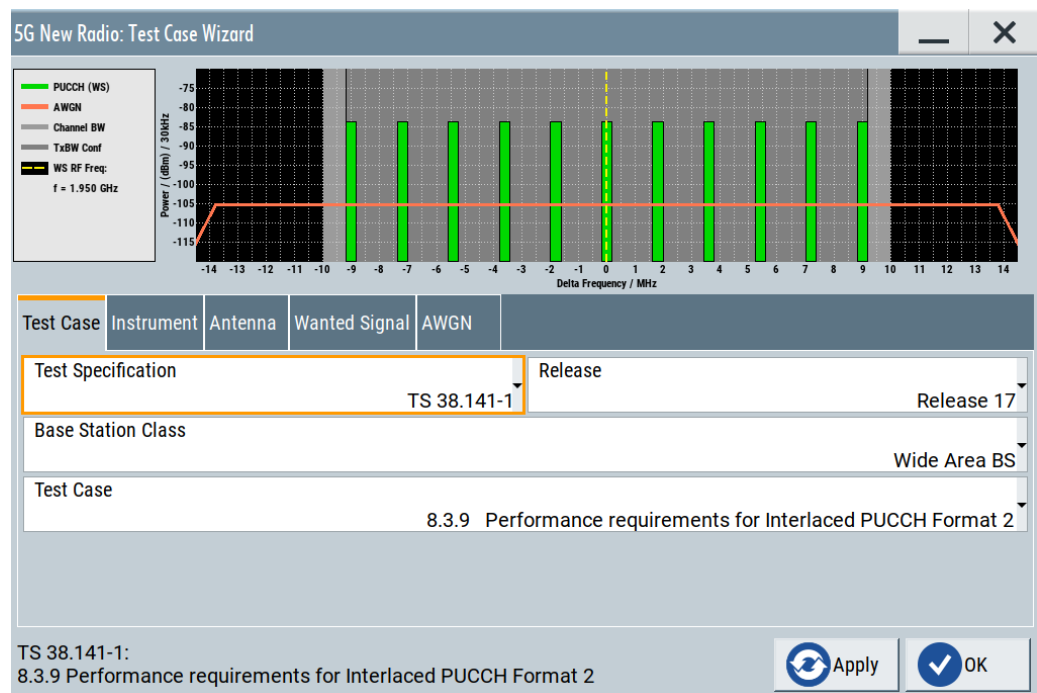 5G New Radio: Test Case Wizard
PUCCH (WS)
AWGN
Channel BW
TxBW Conf
WS RF Freq:
f = 1.950 GHz
Power / (dBm) / 30kHz
-75
-80
-85
-90
-95
-100
-105
-110
-115
-14 -13 -12 -11 -10 -9 -8 -7 -6 -5 -4 -3 -2 -1 0 1 2 3 4 5 6 7 8 9 10 11 12 13 14
Delta Frequency / MHz
Test Case Instrument Antenna Wanted Signal AWGN
Test Specification Release
TS 38.141-1 Release 17
Base Station Class
Wide Area BS
Test Case
8.3.9 Performance requirements for Interlaced PUCCH Format 2
TS 38.141-1:
8.3.9 Performance requirements for Interlaced PUCCH Format 2
Apply OK